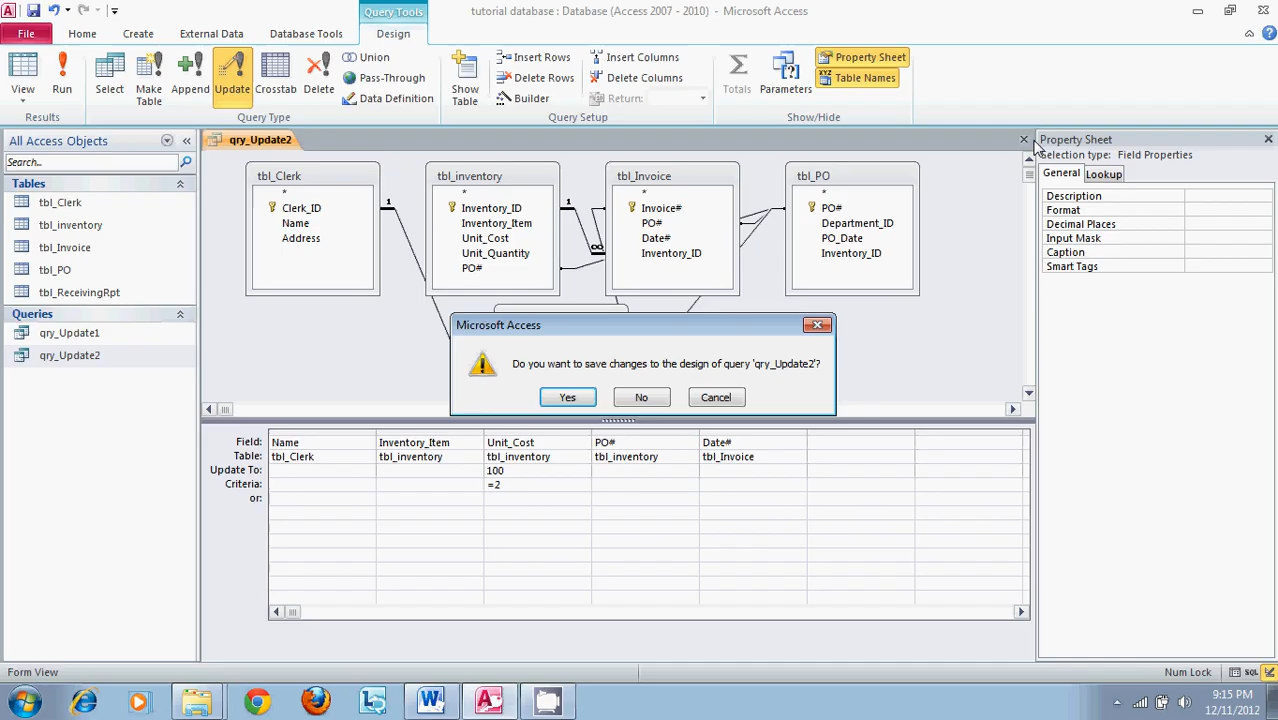 tutorial database : Database (Access 2007 - 2010) - Microsoft Access
Query Tools
File
Home
Create
External Data
Database Tools
Design
View
Run
Select
Make Table
Append
Update
Crosstab
Delete
Union
Pass-Through
Data Definition
Show Table
Insert Rows
Delete Rows
Builder
Insert Columns
Delete Columns
Return:
Totals
Parameters
Property Sheet
Table Names
Results
Query Type
Query Setup
Show/Hide
All Access Objects
Search...
Tables
tbl_Clerk
tbl_inventory
tbl_Invoice
tbl_PO
tbl_ReceivingRpt
Queries
qry_Update1
qry_Update2
qry_Update2
tbl_Clerk
*
Clerk_ID
Name
Address
1
tbl_inventory
*
Inventory_ID
Inventory_Item
Unit_Cost
Unit_Quantity
PO#
1
∞
tbl_Invoice
*
Invoice#
PO#
Date#
Inventory_ID
tbl_PO
*
PO#
Department_ID
PO_Date
Inventory_ID
Microsoft Access
Do you want to save changes to the design of query 'qry_Update2'?
Yes No Cancel
Field: Name Inventory_Item Unit_Cost PO# Date#
Table: tbl_Clerk tbl_inventory tbl_inventory tbl_inventory tbl_Invoice
Update To: 100
Criteria: =2
or:
Property Sheet
Selection type: Field Properties
General Lookup
Description
Format
Decimal Places
Input Mask
Caption
Smart Tags
Form View
Num Lock
SQL
9:15 PM
12/11/2012